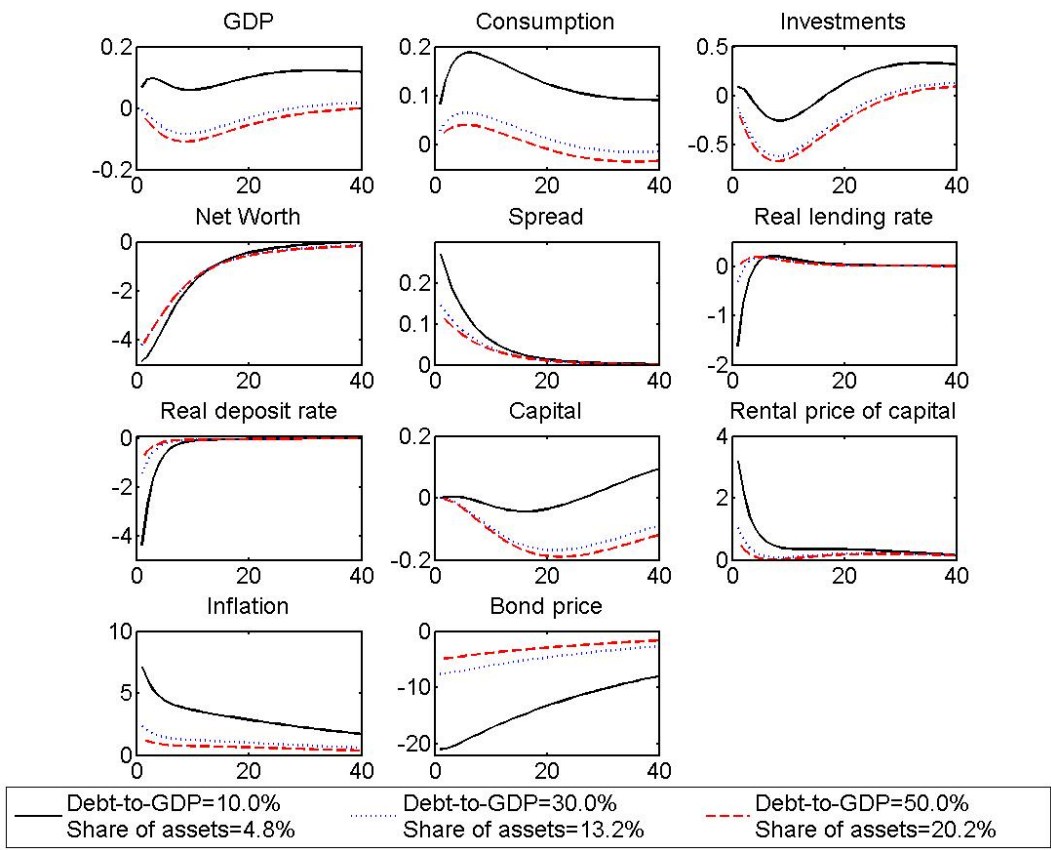 GDP
Consumption
Investments
0.2
0
-0.2
0 20 40
0.2
0.1
0
0 20 40
0.5
0
-0.5
0 20 40
Net Worth
Spread
Real lending rate
0
-2
-4
0 20 40
0.2
0.1
0
0 20 40
0
-1
-2
0 20 40
Real deposit rate
Capital
Rental price of capital
0
-2
-4
0 20 40
0.2
0
-0.2
0 20 40
4
2
0
0 20 40
Inflation
Bond price
10
5
0
0 20 40
0
-10
-20
0 20 40
Debt-to-GDP=10.0%
Share of assets=4.8%
Debt-to-GDP=30.0%
Share of assets=13.2%
Debt-to-GDP=50.0%
Share of assets=20.2%